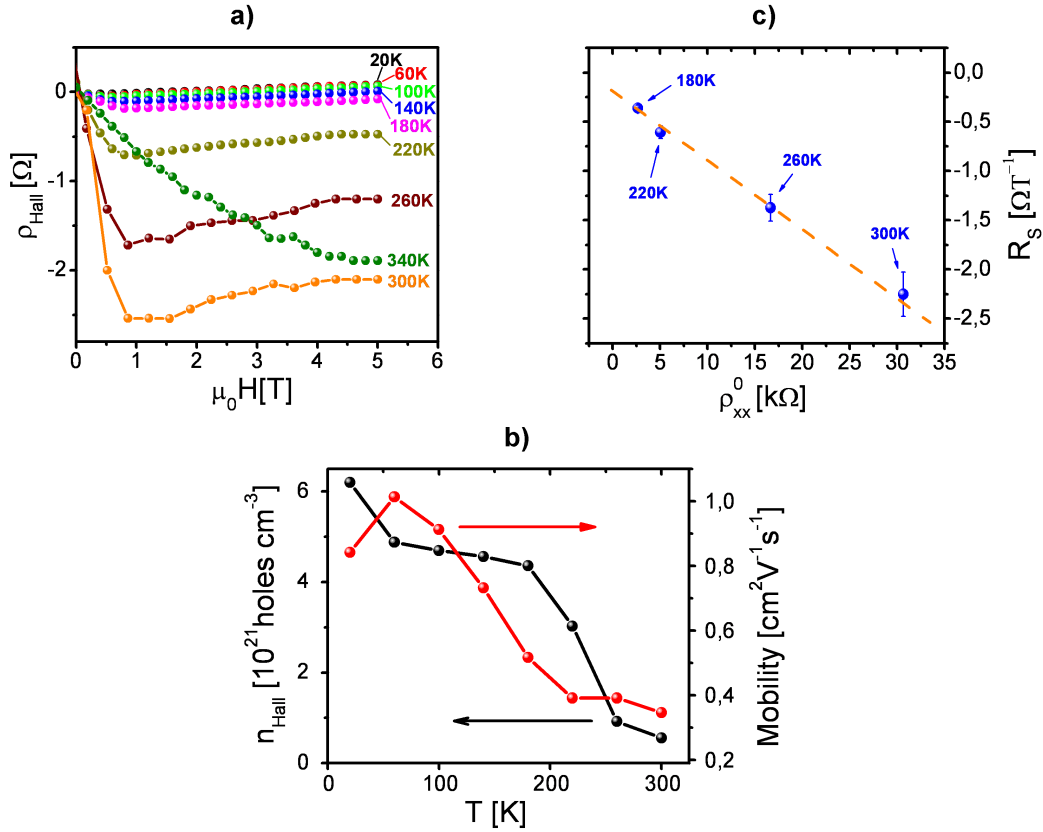 a)
ρHall [Ω]
0
-1
-2
0 1 2 3 4 5 6
μ0H[T]
20K
60K
100K
140K
180K
220K
260K
340K
300K
c)
180K
220K
260K
300K
0,0
-0,5
-1,0
-1,5
-2,0
-2,5
RS [ΩT⁻¹]
0 5 10 15 20 25 30 35
ρxx⁰ [kΩ]
b)
nHall [10²¹holes cm⁻³]
6
4
2
0
1,0
0,8
0,6
0,4
0,2
Mobility [cm²V⁻¹s⁻¹]
0 100 200 300
T [K]